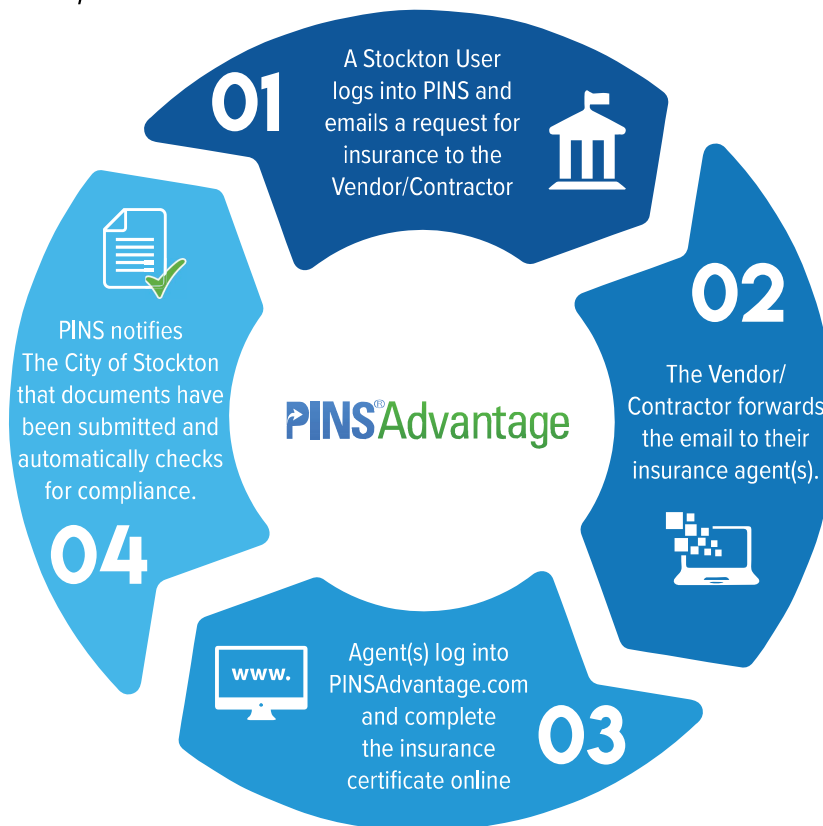 01
A Stockton User
logs into PINS and
emails a request for
insurance to the
Vendor/Contractor
02
The Vendor/
Contractor forwards
the email to their
insurance agent(s).
www.
Agent(s) log into
PINSAdvantage.com
and complete
the insurance
certificate online
03
PINS notifies
The City of Stockton
that documents have
been submitted and
automatically checks
for compliance.
04
PINS®Advantage